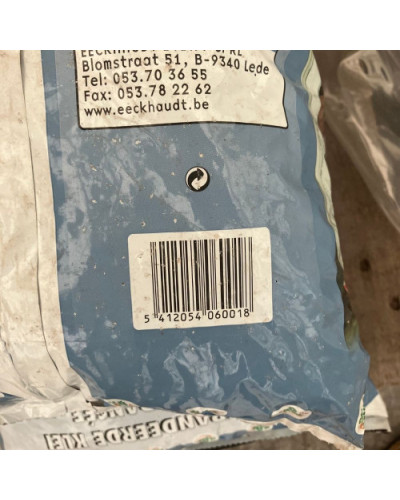 Blomstraat 51, B-9340 Lede
Tel: 053.70 36 55
Fax: 053.78 22 62
www.eeckhaudt.be
5 412054 060018